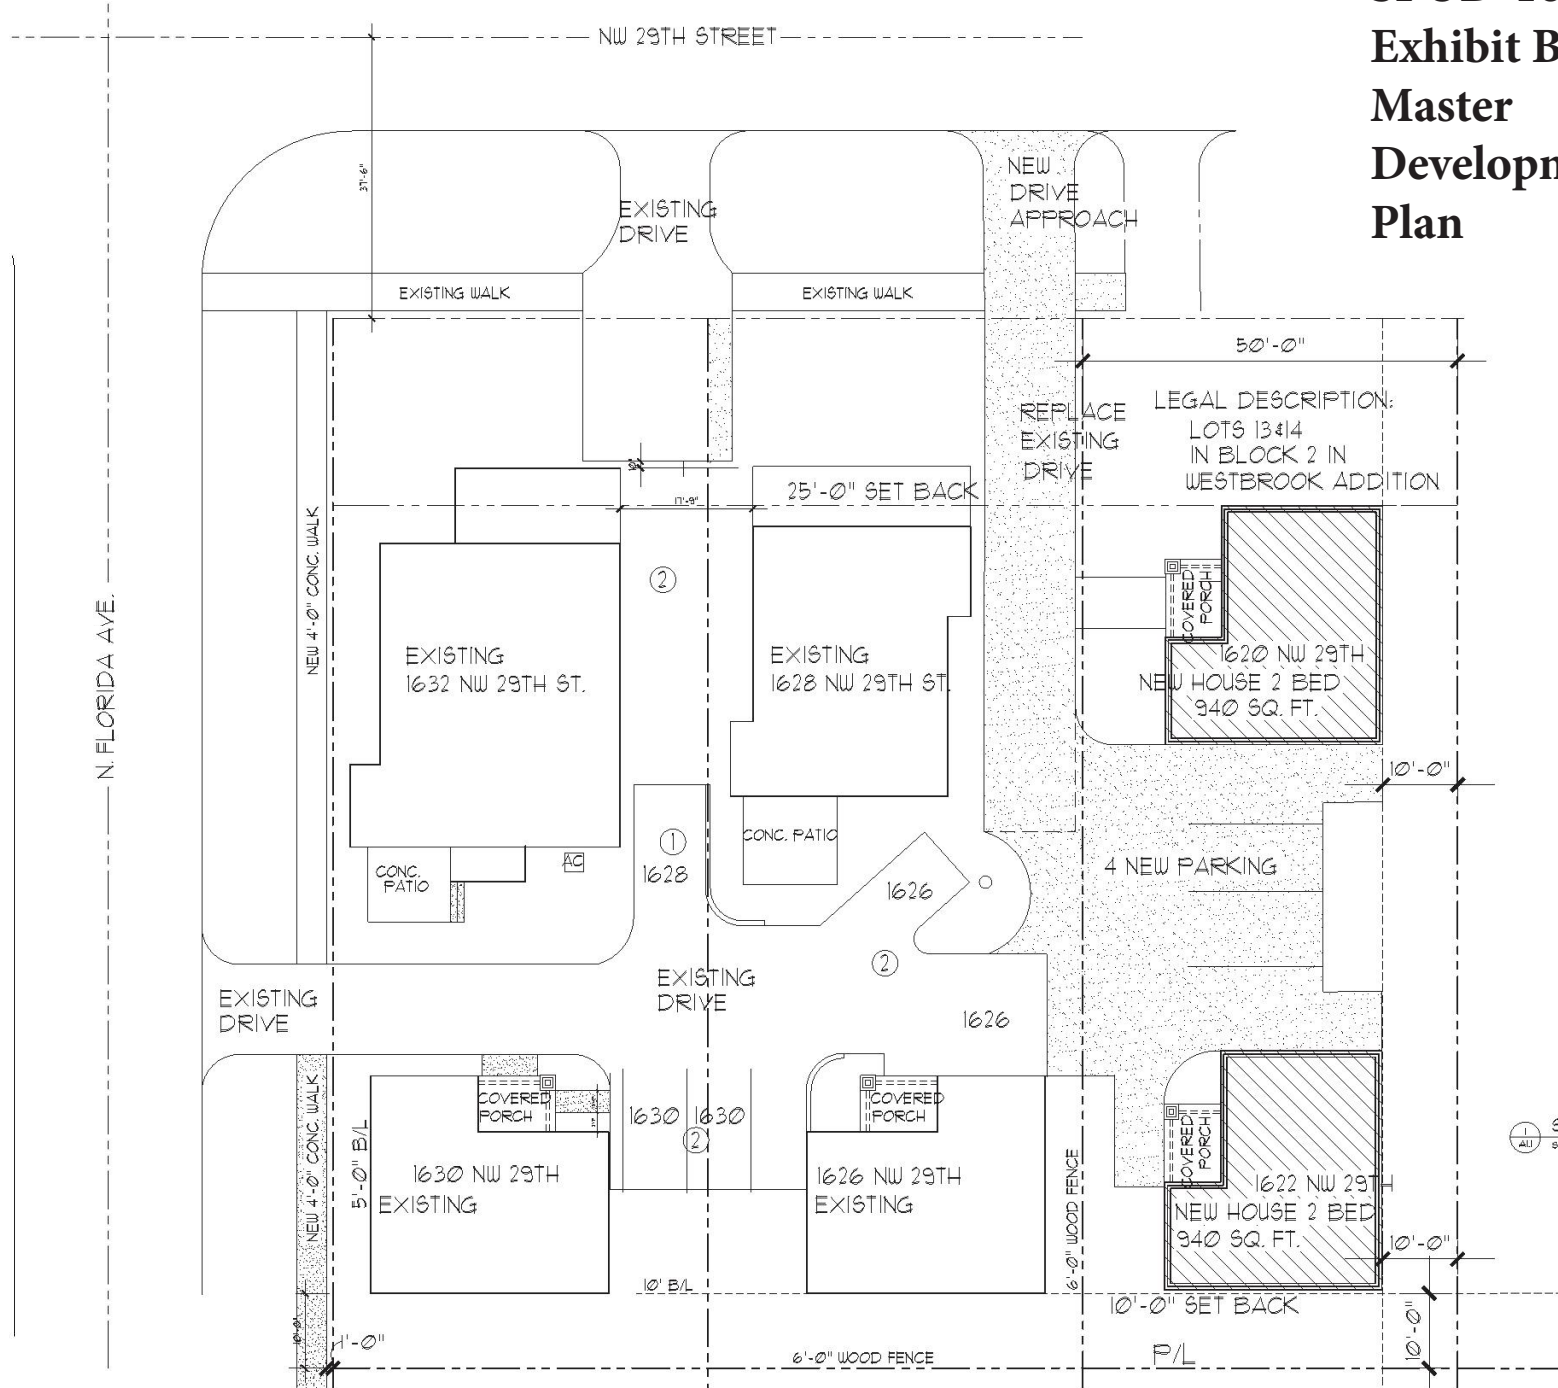 Exhibit B
Master
Plan
NW 29TH STREET
37'-6"
NEW
DRIVE
APPROACH
EXISTING
DRIVE
EXISTING WALK
EXISTING WALK
50'-0"
REPLACE
EXISTING
DRIVE
LEGAL DESCRIPTION:
LOTS 13&14
IN BLOCK 2 IN
WESTBROOK ADDITION
25'-0" SET BACK
17'-9"
NEW 4'-0" CONC. WALK
N. FLORIDA AVE.
2
EXISTING
1632 NW 29TH ST.
EXISTING
1628 NW 29TH ST.
COVERED
PORCH
1620 NW 29TH
NEW HOUSE 2 BED
940 SQ. FT.
10'-0"
1
1628
CONC. PATIO
AC
CONC.
PATIO
1626
4 NEW PARKING
2
EXISTING
DRIVE
EXISTING
DRIVE
1626
NEW 4'-0" CONC. WALK
5'-0" B/L
COVERED
PORCH
1630
1630
2
COVERED
PORCH
1630 NW 29TH
EXISTING
1626 NW 29TH
EXISTING
6'-0" WOOD FENCE
COVERED
PORCH
1622 NW 29TH
NEW HOUSE 2 BED
940 SQ. FT.
10'-0"
1
10' B/L
10'-0" SET BACK
10'-0"
10'-0"
6'-0" WOOD FENCE
P/L